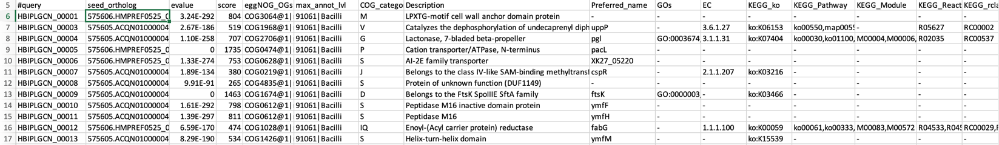 5 #query seed_ortholog evalue score eggNOG_OGs max_annot_lvl COG_catego Description Preferred_name GOs EC KEGG_ko KEGG_Pathway KEGG_Module KEGG_React KEGG_rcla
6 HBIPLGCN_00001 575606.HMPREF0525_0 3.24E-292 804 COG3064@1| 91061|Bacilli M LPXTG-motif cell wall anchor domain protein - - - - - - - -
7 HBIPLGCN_00003 575605.ACQN01000004 2.67E-186 519 COG1968@1| 91061|Bacilli V Catalyzes the dephosphorylation of undecaprenyl diph uppP - 3.6.1.27 ko:K06153 ko00550,map0055 - R05627 RC00002
8 HBIPLGCN_00004 575605.ACQN01000004 1.10E-258 707 COG2706@1| 91061|Bacilli G Lactonase, 7-bladed beta-propeller pgl GO:0003674, 3.1.1.31 ko:K07404 ko00030,ko01100, M00004,M00006, R02035 RC00537
9 HBIPLGCN_00005 575606.HMPREF0525_0 0 1735 COG0474@1| 91061|Bacilli P Cation transporter/ATPase, N-terminus pacL - - - - - - -
10 HBIPLGCN_00006 575606.HMPREF0525_0 1.33E-274 753 COG0628@1| 91061|Bacilli S AI-2E family transporter XK27_05220 - - - - - - -
11 HBIPLGCN_00007 575605.ACQN01000004 1.89E-134 380 COG0219@1| 91061|Bacilli J Belongs to the class IV-like SAM-binding methyltransf cspR - 2.1.1.207 ko:K03216 - - - -
12 HBIPLGCN_00008 575605.ACQN01000004 9.91E-91 265 COG4835@1| 91061|Bacilli S Protein of unknown function (DUF1149) - - - - - - - -
13 HBIPLGCN_00009 575605.ACQN01000004 0 1463 COG1674@1| 91061|Bacilli D Belongs to the FtsK SpoIIIE SftA family ftsK GO:0000003, - ko:K03466 - - - -
14 HBIPLGCN_00010 575605.ACQN01000004 1.61E-292 798 COG0612@1| 91061|Bacilli S Peptidase M16 inactive domain protein ymfF - - - - - - -
15 HBIPLGCN_00011 575605.ACQN01000004 1.39E-297 811 COG0612@1| 91061|Bacilli S Peptidase M16 ymfH - - - - - - -
16 HBIPLGCN_00012 575606.HMPREF0525_0 6.59E-170 474 COG1028@1| 91061|Bacilli IQ Enoyl-(Acyl carrier protein) reductase fabG - 1.1.1.100 ko:K00059 ko00061,ko00333, M00083,M00572 R04533,R045 RC00029,R
17 HBIPLGCN_00013 575605.ACQN01000004 8.29E-190 534 COG1426@1| 91061|Bacilli S Helix-turn-helix domain ymfM - - ko:K15539 - - - -